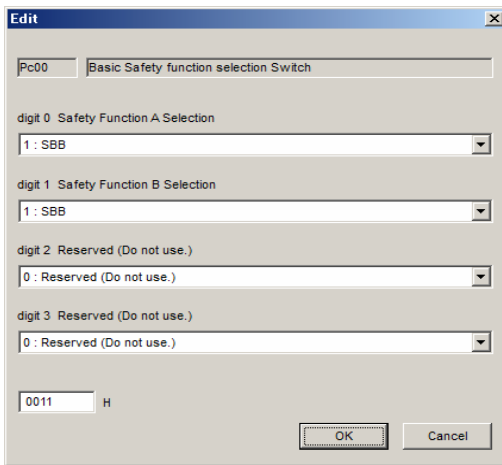 Edit
Pc00 Basic Safety function selection Switch
digit 0 Safety Function A Selection
1 : SBB
digit 1 Safety Function B Selection
1 : SBB
digit 2 Reserved (Do not use.)
0 : Reserved (Do not use.)
digit 3 Reserved (Do not use.)
0 : Reserved (Do not use.)
0011 H
OK Cancel